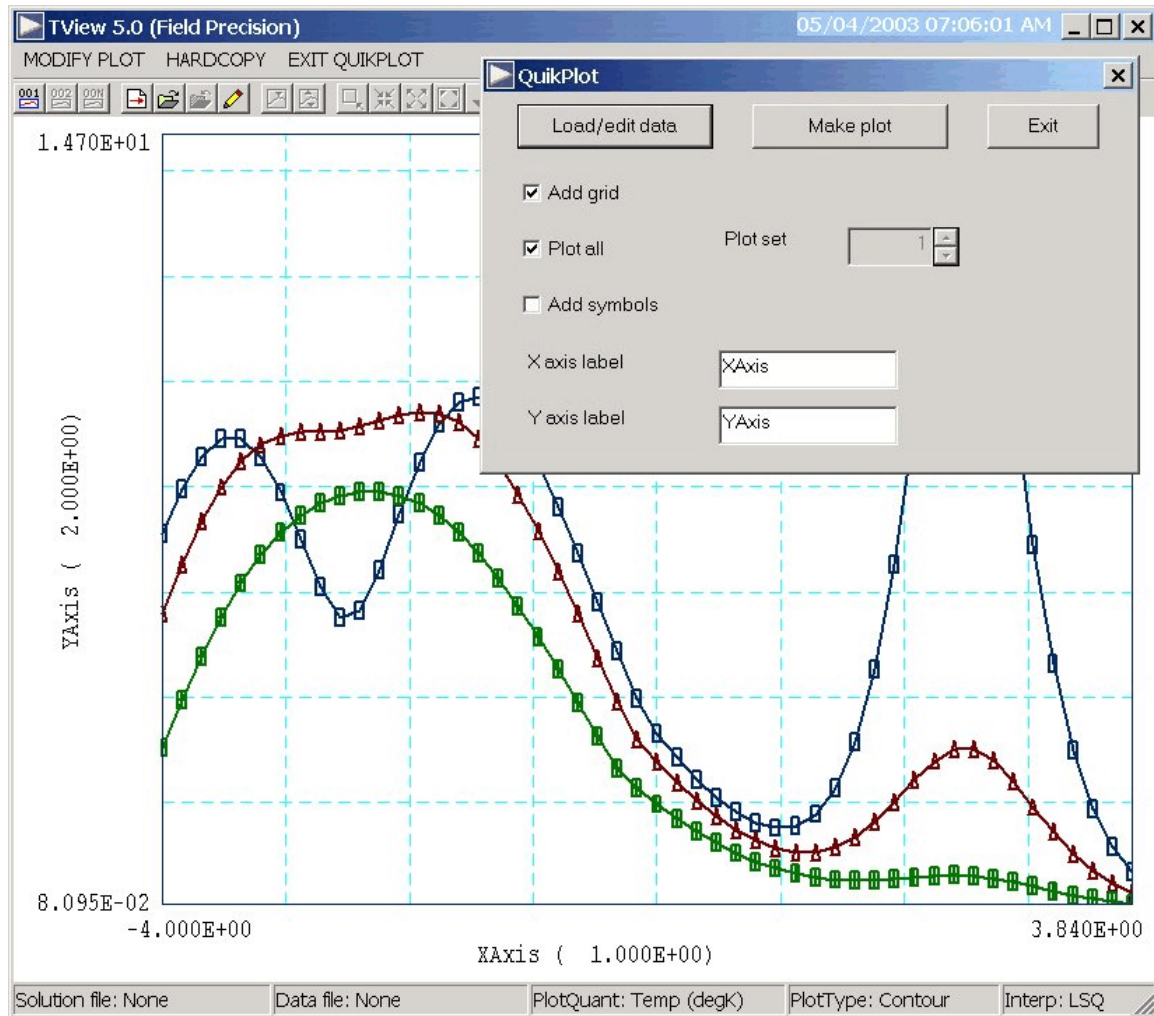 TView 5.0 (Field Precision) 05/04/2003 07:06:01 AM
MODIFY PLOT HARDCOPY EXIT QUIKPLOT
001 002 00N
QuikPlot
Load/edit data Make plot Exit
Add grid
Plot all Plot set 1
Add symbols
X axis label XAxis
Y axis label YAxis
1.470E+01
YAxis ( 2.000E+00)
8.095E-02
-4.000E+00 3.840E+00
XAxis ( 1.000E+00)
Solution file: None Data file: None PlotQuant: Temp (degK) PlotType: Contour Interp: LSQ